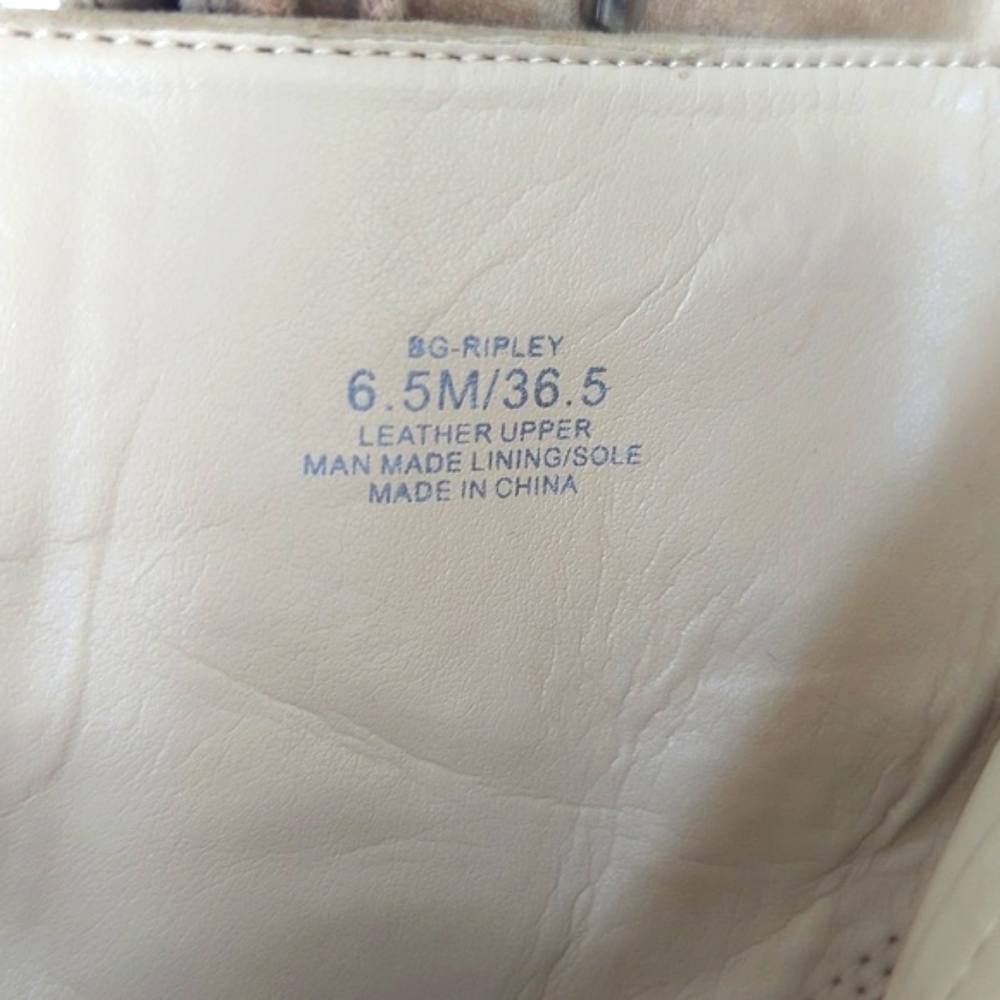 BG-RIPLEY
6.5M/36.5
LEATHER UPPER
MAN MADE LINING/SOLE
MADE IN CHINA